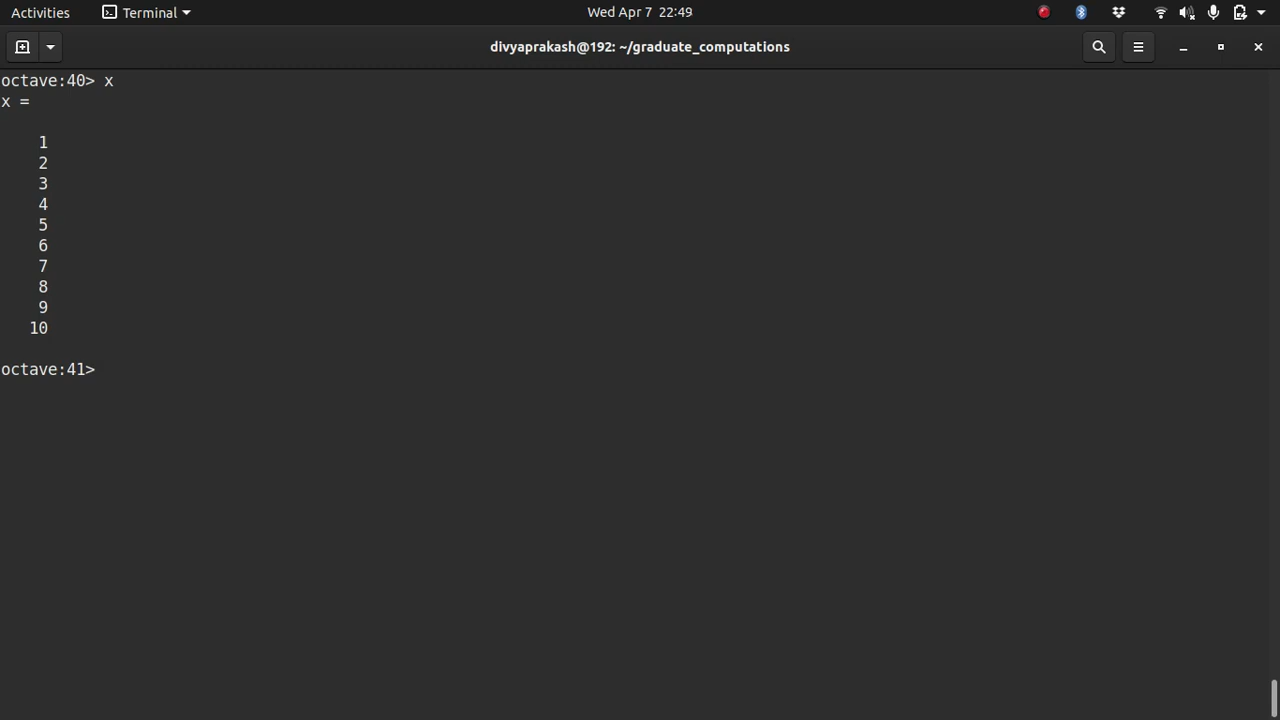 Activities Terminal Wed Apr 7 22:49
divyaprakash@192: ~/graduate_computations
octave:40> x
x =
1
2
3
4
5
6
7
8
9
10
octave:41>